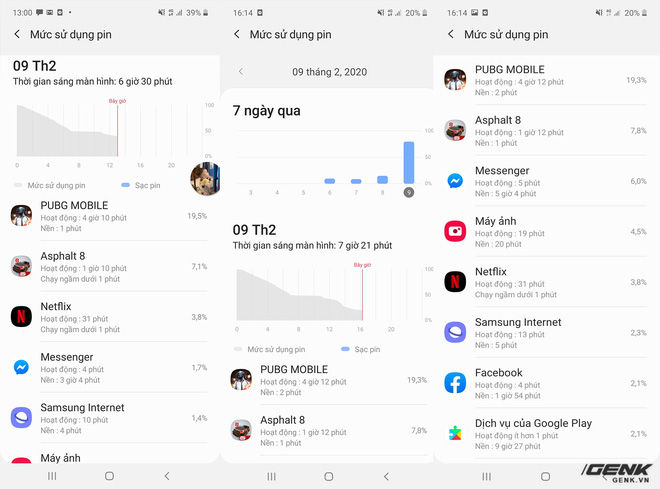 13:00
39%
Mức sử dụng pin
09 Th2
Thời gian sáng màn hình: 6 giờ 30 phút
Bây giờ
100
50
0%
0 4 8 12 16 20
Mức sử dụng pin
Sạc pin
PUBG MOBILE
Hoạt động : 4 giờ 10 phút
Nền : 1 phút
19,5%
Asphalt 8
Hoạt động : 1 giờ 10 phút
Chạy ngầm dưới 1 phút
7,1%
Netflix
Hoạt động : 31 phút
Chạy ngầm dưới 1 phút
3,8%
Messenger
Hoạt động : 4 phút
Nền : 3 giờ 4 phút
1,7%
Samsung Internet
Hoạt động : 10 phút
Nền : 4 phút
1,4%
Máy ảnh
16:14
20%
Mức sử dụng pin
09 tháng 2, 2020
7 ngày qua
100
50
0%
3 4 5 6 7 8 9
09 Th2
Thời gian sáng màn hình: 7 giờ 21 phút
Bây giờ
100
50
0%
0 4 8 12 16 20
Mức sử dụng pin
Sạc pin
PUBG MOBILE
Hoạt động : 4 giờ 12 phút
Nền : 2 phút
19,3%
Asphalt 8
Hoạt động : 1 giờ 12 phút
Nền : 1 phút
7,8%
16:14
20%
Mức sử dụng pin
PUBG MOBILE
Hoạt động : 4 giờ 12 phút
Nền : 2 phút
19,3%
Asphalt 8
Hoạt động : 1 giờ 12 phút
Nền : 1 phút
7,8%
Messenger
Hoạt động : 5 phút
Nền : 5 giờ 4 phút
6,0%
Máy ảnh
Hoạt động : 19 phút
Nền : 20 phút
4,5%
Netflix
Hoạt động : 31 phút
Chạy ngầm dưới 1 phút
3,8%
Samsung Internet
Hoạt động : 13 phút
Nền : 5 phút
2,3%
Facebook
Hoạt động : 4 phút
Nền : 1 giờ 54 phút
2,1%
Dịch vụ của Google Play
Hoạt động ít hơn 1 phút
Nền : 9 giờ 27 phút
2,1%
GENK
GENK.VN